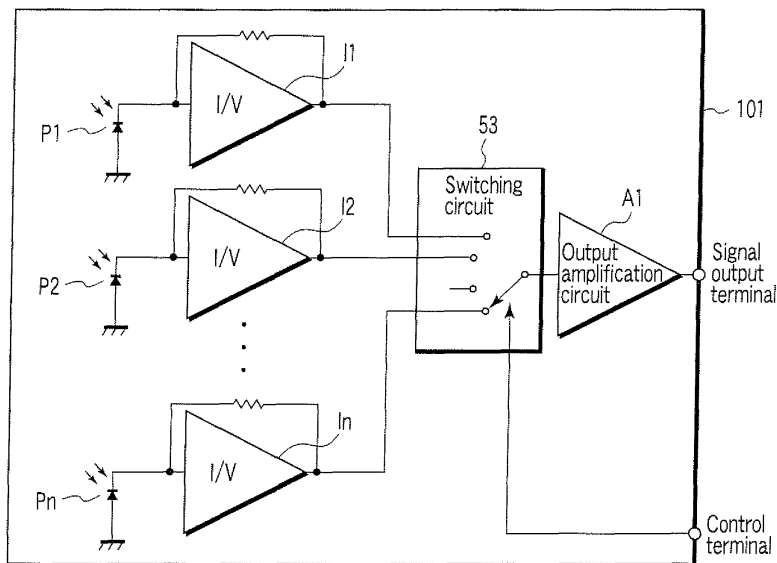 I1
I/V
P1
101
53
Switching
circuit
I2
I/V
P2
A1
Output
amplification
circuit
Signal
output
terminal
In
I/V
Pn
Control
terminal